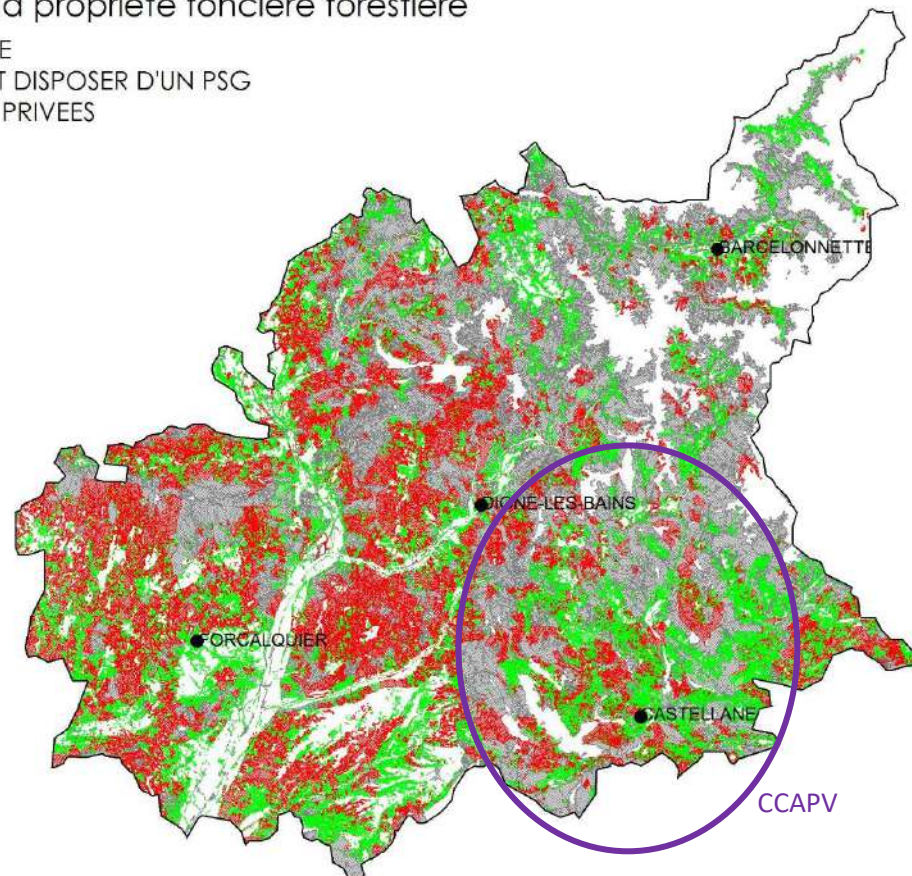 a propriété foncière forestière
E
T DISPOSER D'UN PSG
PRIVEES
BARCELONNETTE
DIGNE-LES-BAINS
FORCALQUIER
CASTELLANE
CCAPV